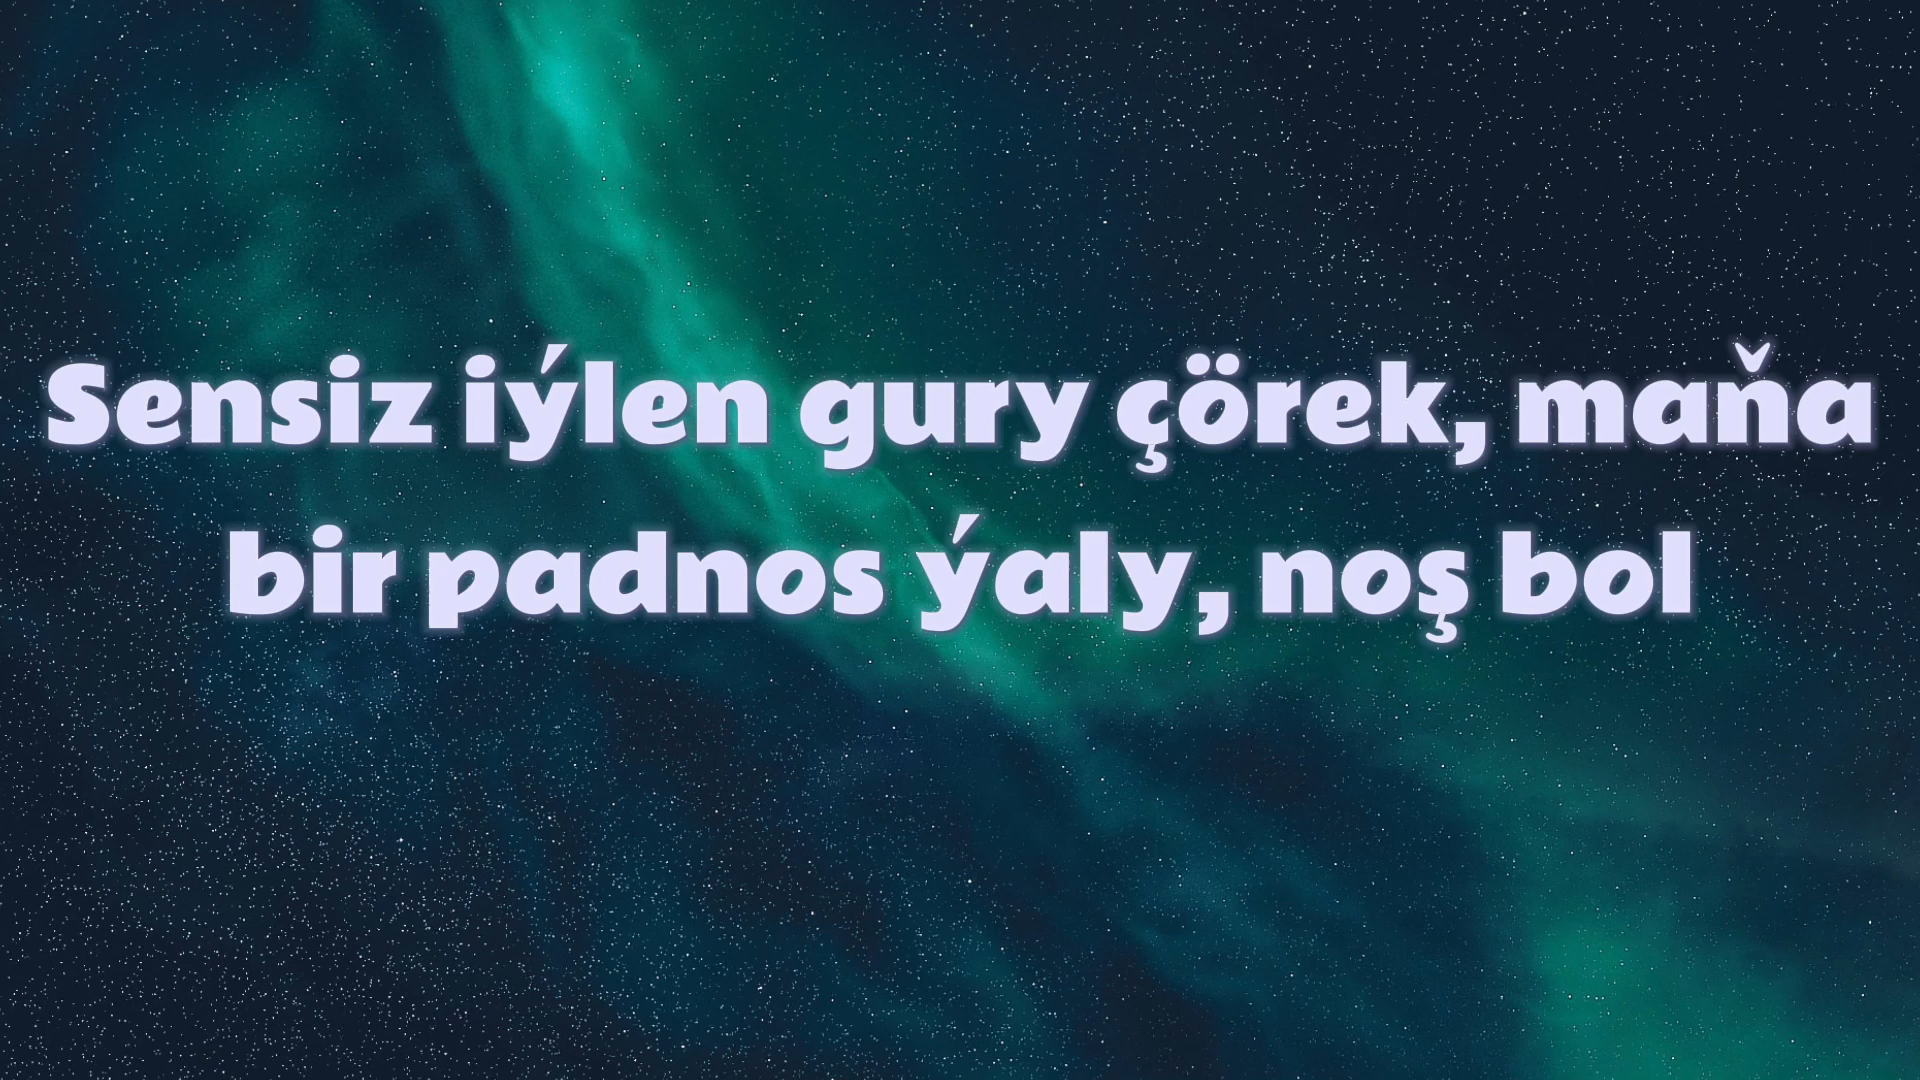 Sensiz iýlen gury çörek, maňa
bir padnos ýaly, noş bol